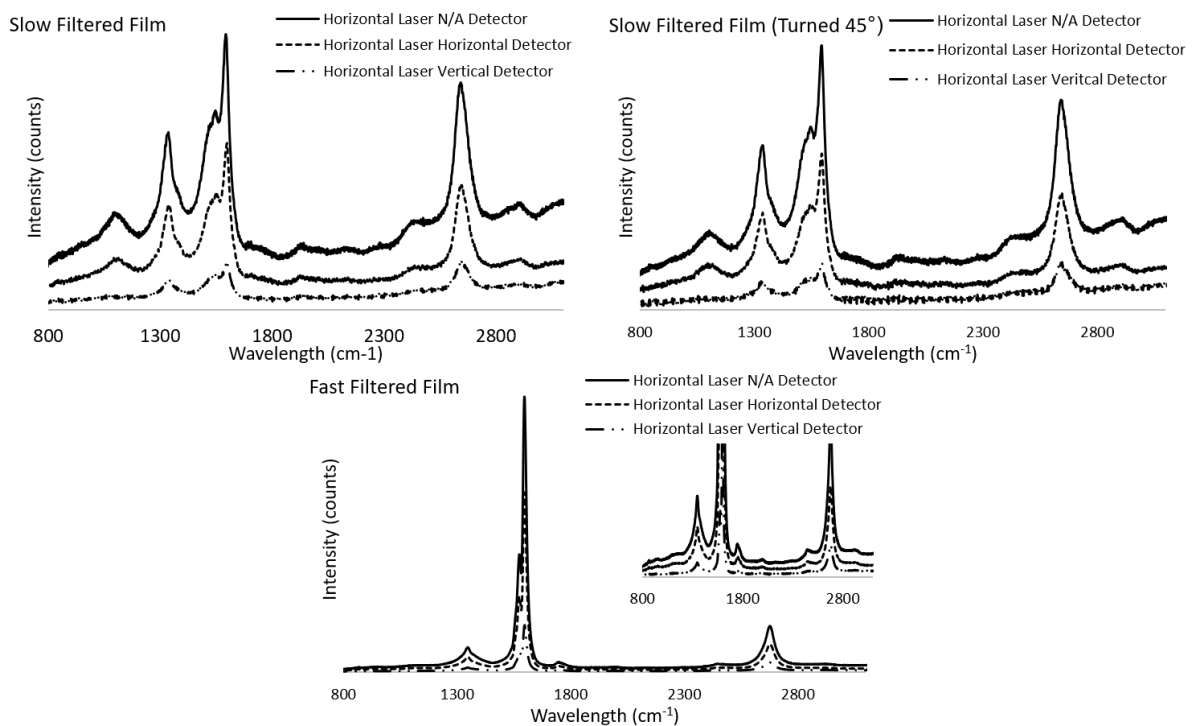 Slow Filtered Film
Horizontal Laser N/A Detector
Horizontal Laser Horizontal Detector
Horizontal Laser Vertical Detector
Intensity (counts)
800 1300 1800 2300 2800
Wavelength (cm-1)
Slow Filtered Film (Turned 45°)
Horizontal Laser N/A Detector
Horizontal Laser Horizontal Detector
Horizontal Laser Veritcal Detector
Intensity (counts)
800 1300 1800 2300 2800
Wavelength (cm⁻¹)
Fast Filtered Film
Horizontal Laser N/A Detector
Horizontal Laser Horizontal Detector
Horizontal Laser Vertical Detector
Intensity (counts)
800 1800 2800
800 1300 1800 2300 2800
Wavelength (cm⁻¹)